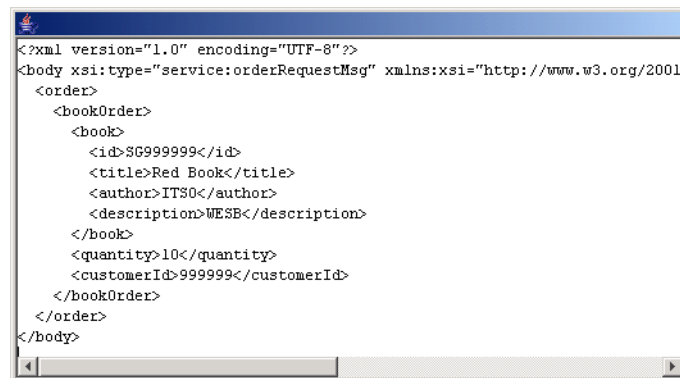 <?xml version="1.0" encoding="UTF-8"?>
<body xsi:type="service:orderRequestMsg" xmlns:xsi="http://www.w3.org/2001
  <order>
    <bookOrder>
      <book>
        <id>SG999999</id>
        <title>Red Book</title>
        <author>ITSO</author>
        <description>WESB</description>
      </book>
      <quantity>10</quantity>
      <customerId>999999</customerId>
    </bookOrder>
  </order>
</body>